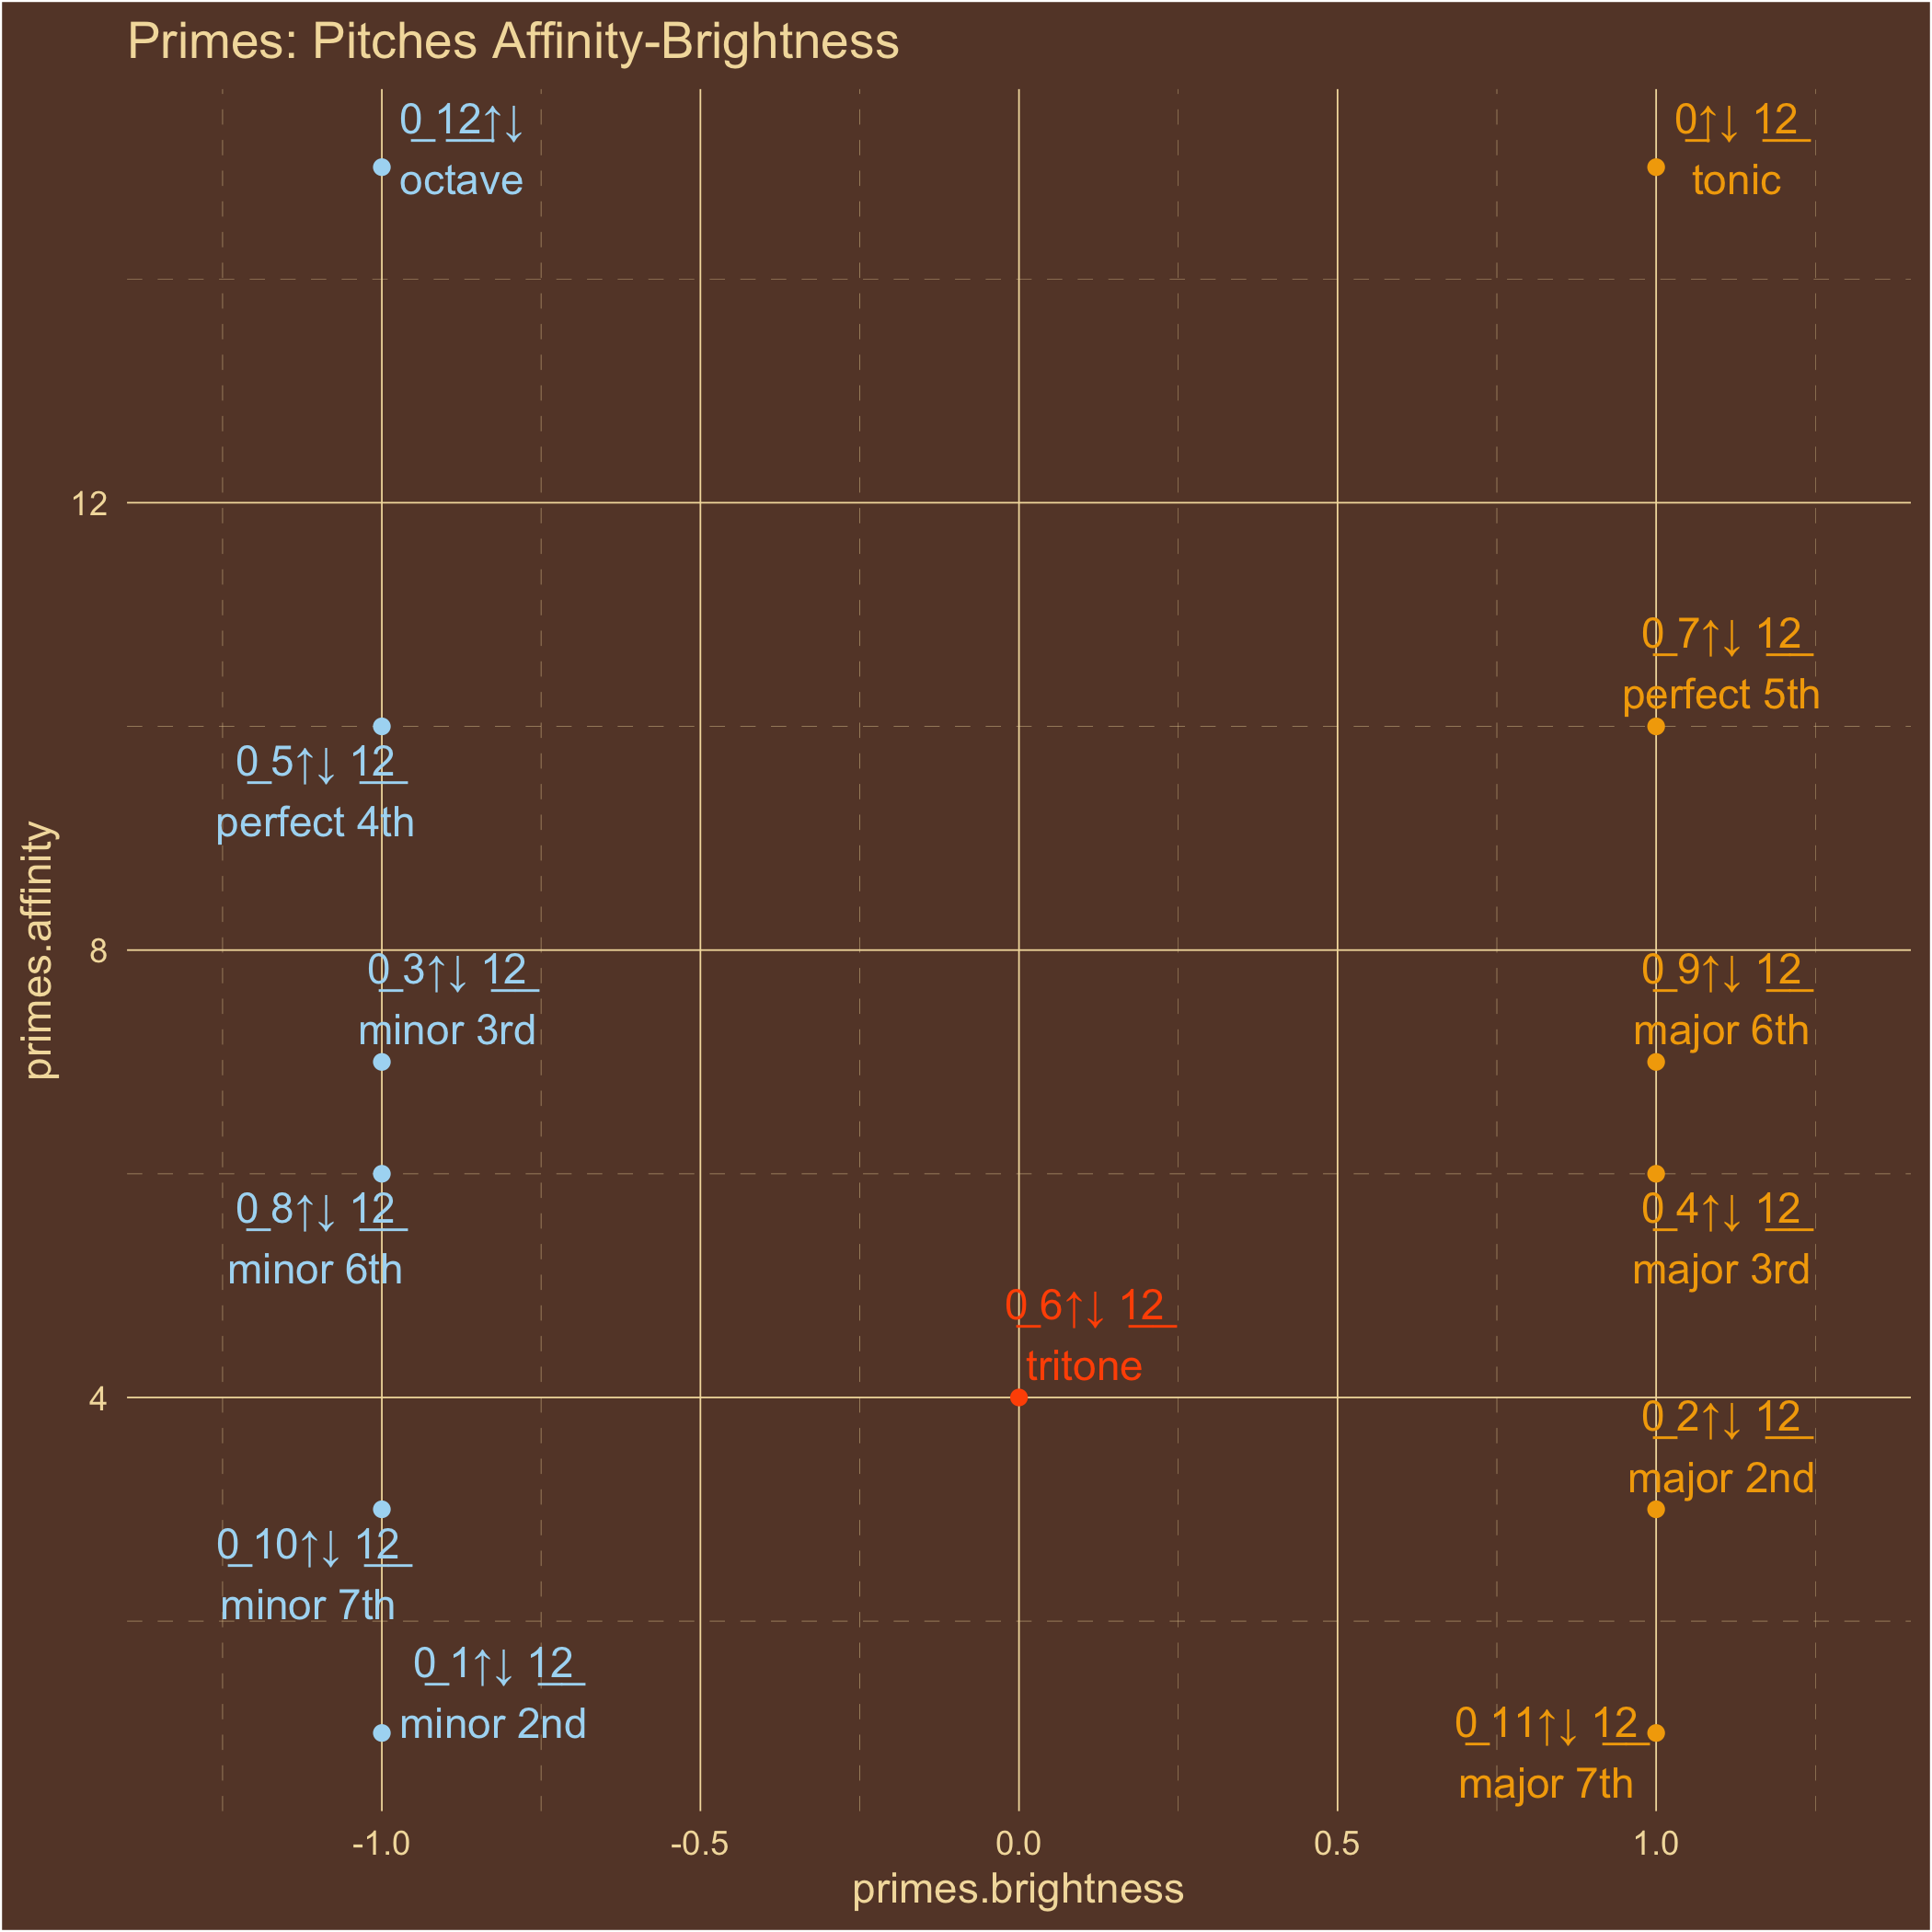 Primes: Pitches Affinity-Brightness
0 12↑↓
octave
0↑↓ 12
tonic
12
0 7↑↓ 12
perfect 5th
0 5↑↓ 12
perfect 4th
8
0 3↑↓ 12
minor 3rd
0 9↑↓ 12
major 6th
0 8↑↓ 12
minor 6th
0 4↑↓ 12
major 3rd
0 6↑↓ 12
tritone
4
0 2↑↓ 12
major 2nd
0 10↑↓ 12
minor 7th
0 1↑↓ 12
minor 2nd
0 11↑↓ 12
major 7th
primes.affinity
-1.0 -0.5 0.0 0.5 1.0
primes.brightness